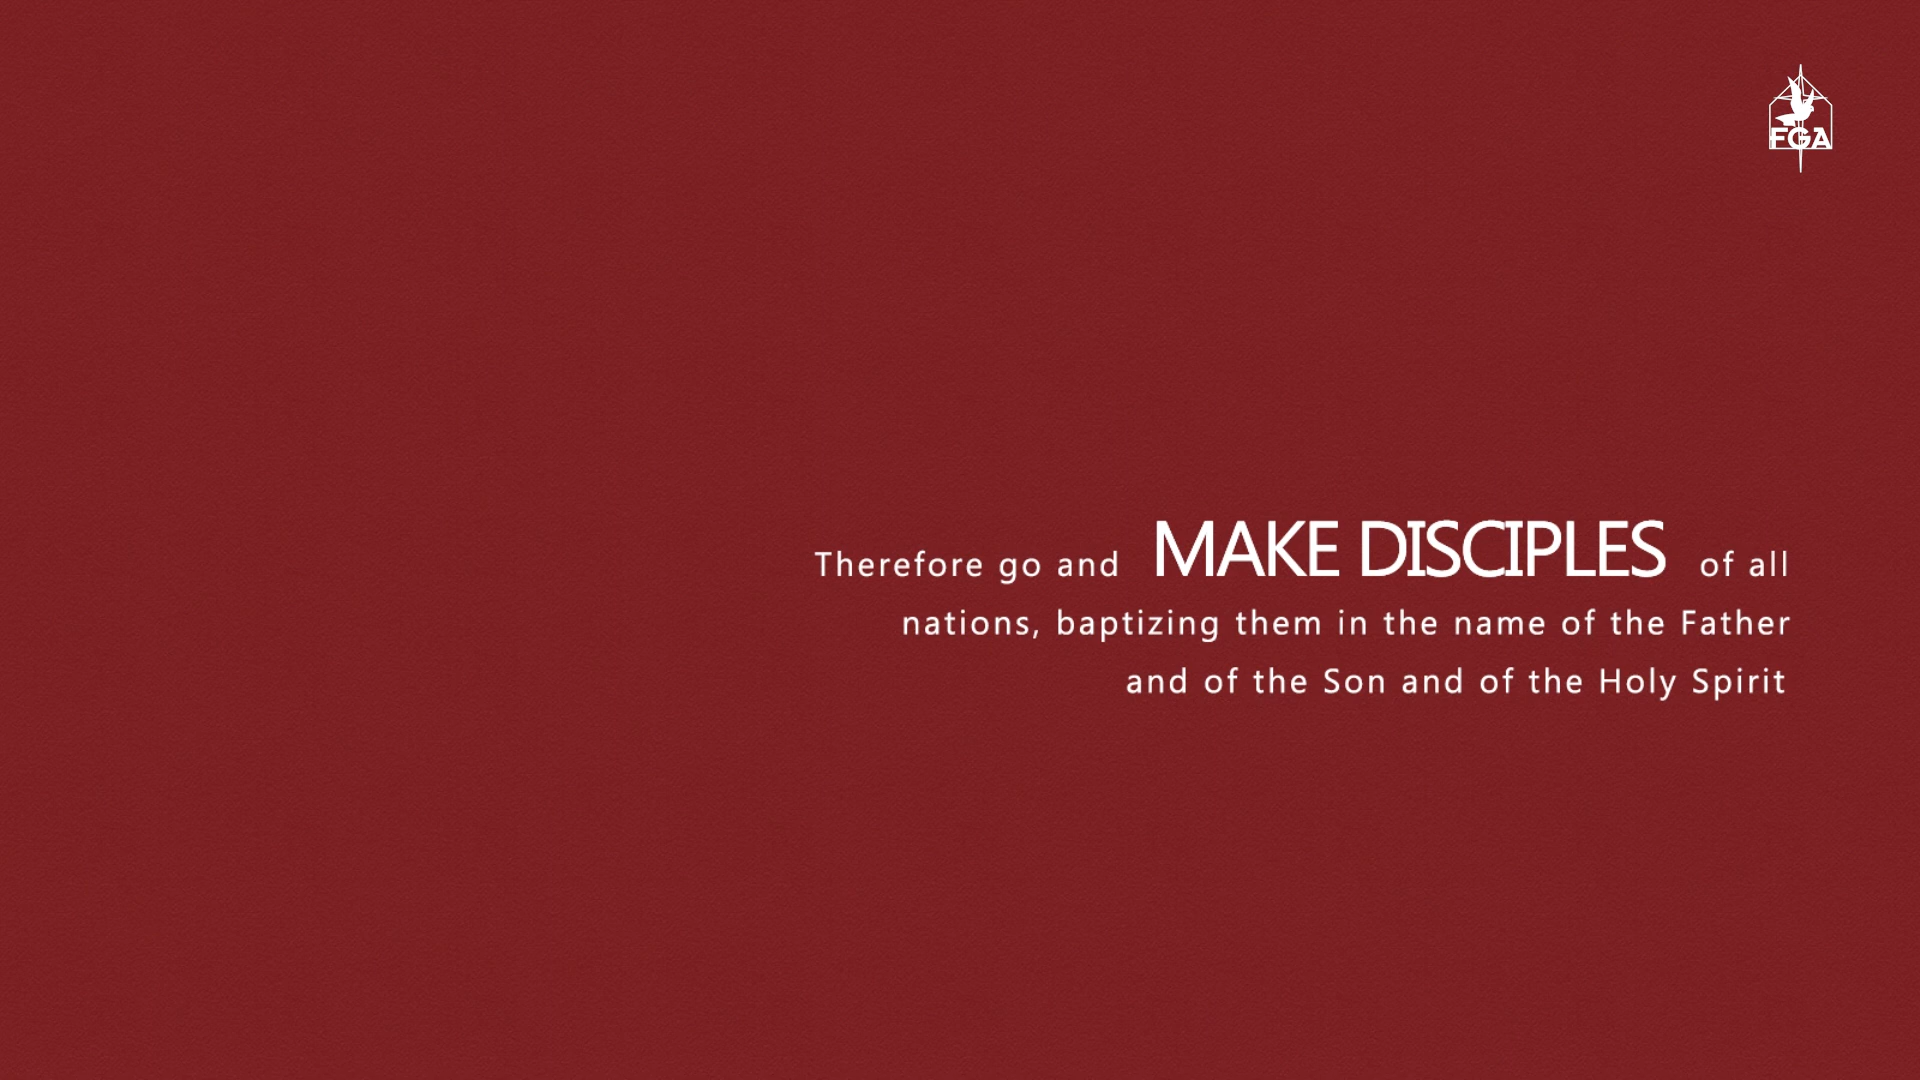 FGA
Therefore go and MAKE DISCIPLES of all
nations, baptizing them in the name of the Father
and of the Son and of the Holy Spirit